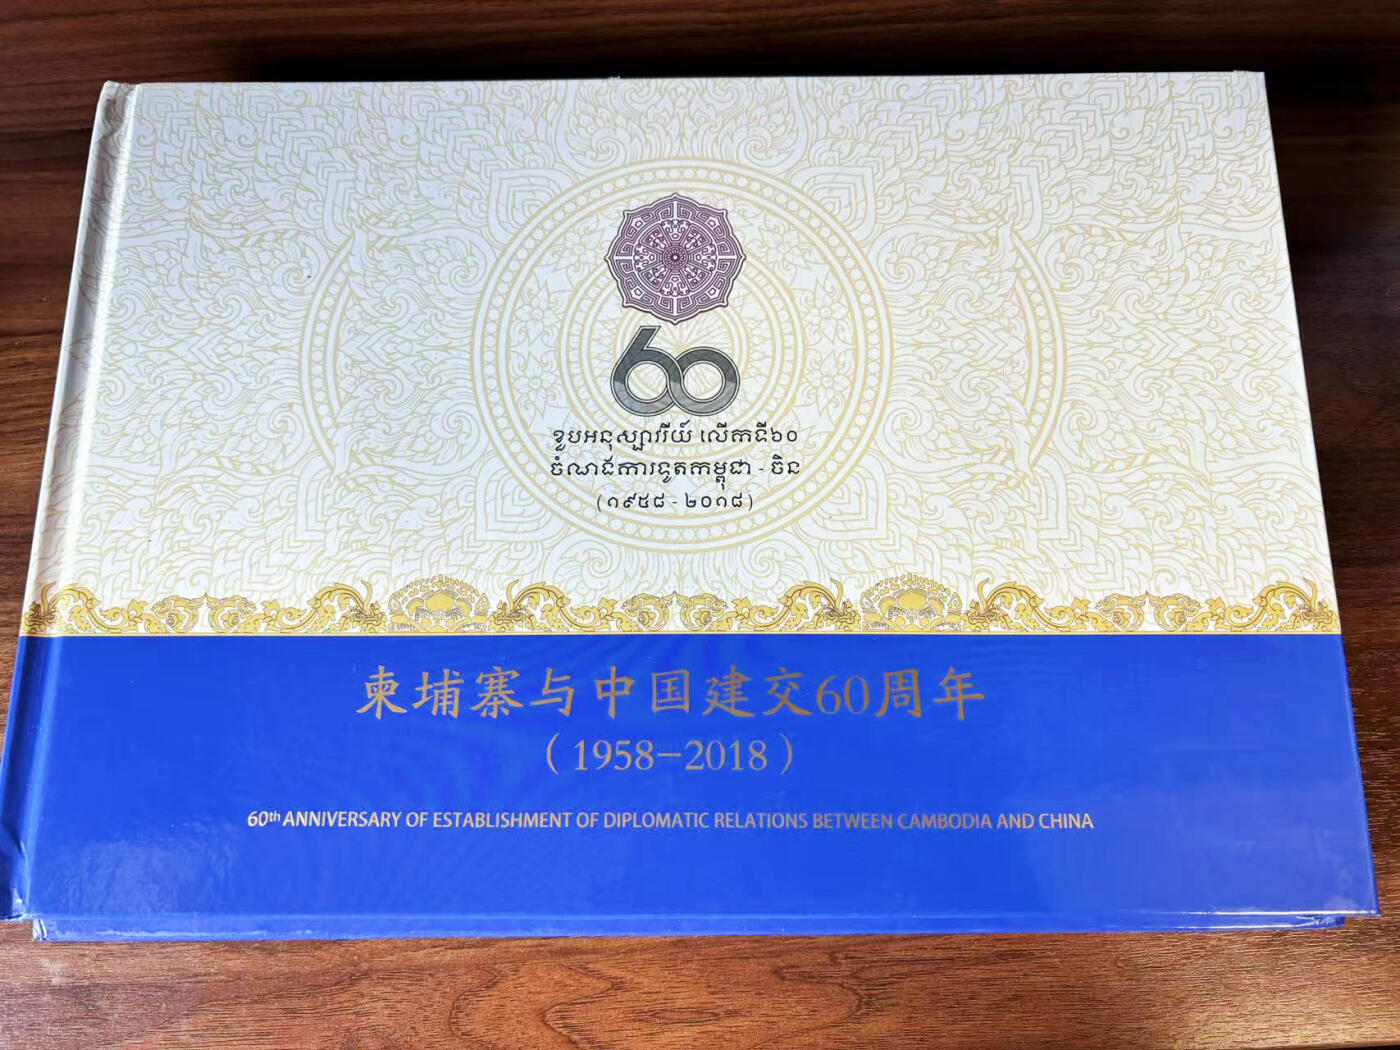 60
ខួបអនុស្សាវរីយ៍ លើកទី៦០
ចំណងការទូតកម្ពុជា - ចិន
(១៩៥៨ - ២០១៨)
柬埔寨与中国建交60周年
（1958-2018）
60th ANNIVERSARY OF ESTABLISHMENT OF DIPLOMATIC RELATIONS BETWEEN CAMBODIA AND CHINA